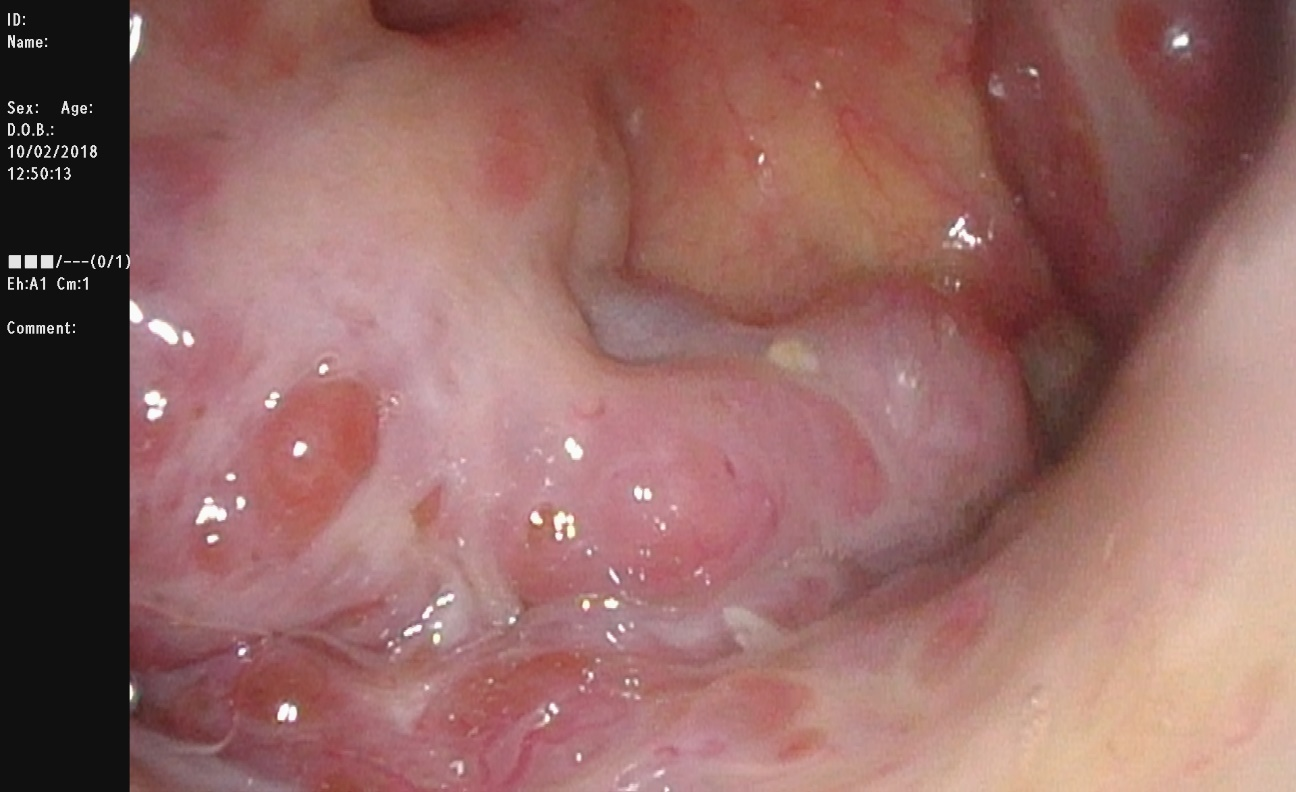 ID:
Name:
Sex: Age:
D.O.B.:
10/02/2018
12:50:13
■■■/---(0/1)
Eh:A1 Cm:1
Comment: